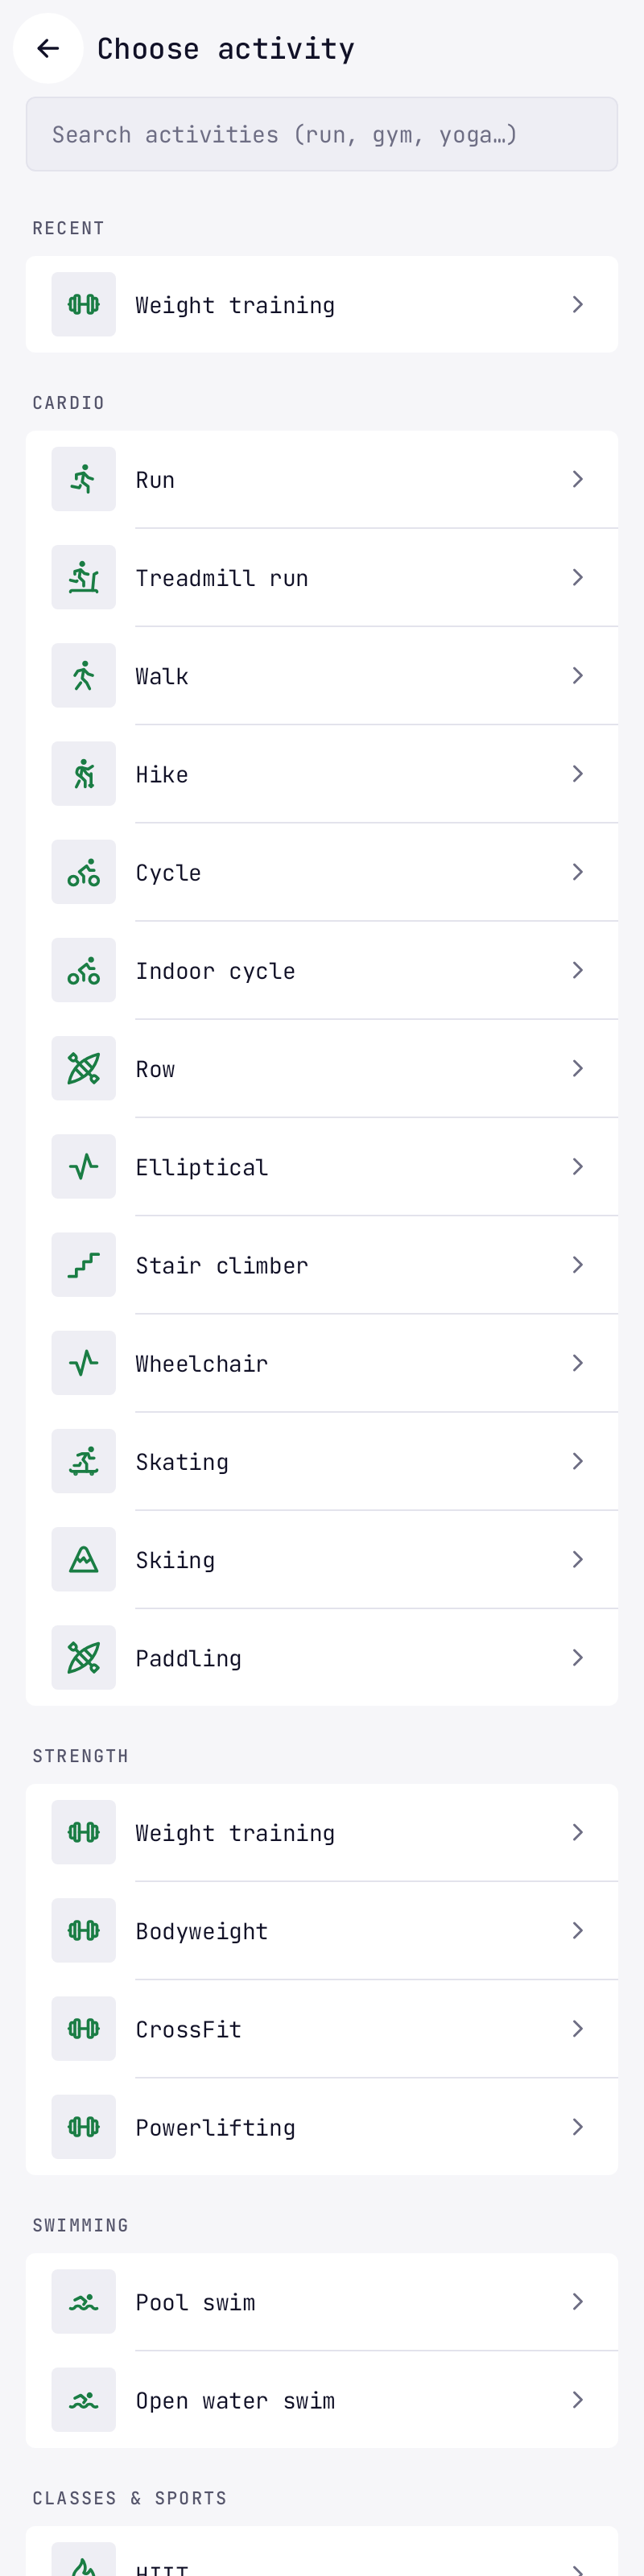 Choose activity
Search activities (run, gym, yoga…)
RECENT
Weight training
CARDIO
Run
Treadmill run
Walk
Hike
Cycle
Indoor cycle
Row
Elliptical
Stair climber
Wheelchair
Skating
Skiing
Paddling
STRENGTH
Weight training
Bodyweight
CrossFit
Powerlifting
SWIMMING
Pool swim
Open water swim
CLASSES & SPORTS
HIIT